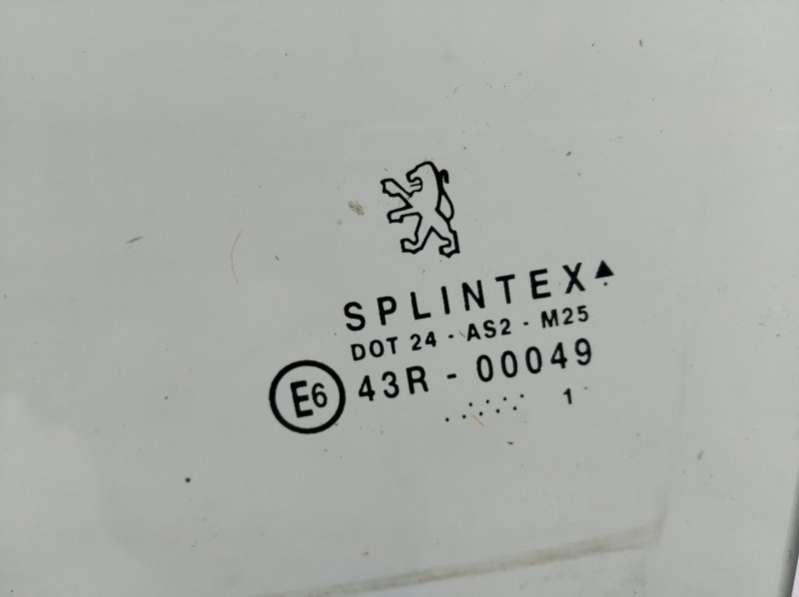 SPLINTEX▲
DOT 24 · AS2 · M25
E6 43R - 00049
1